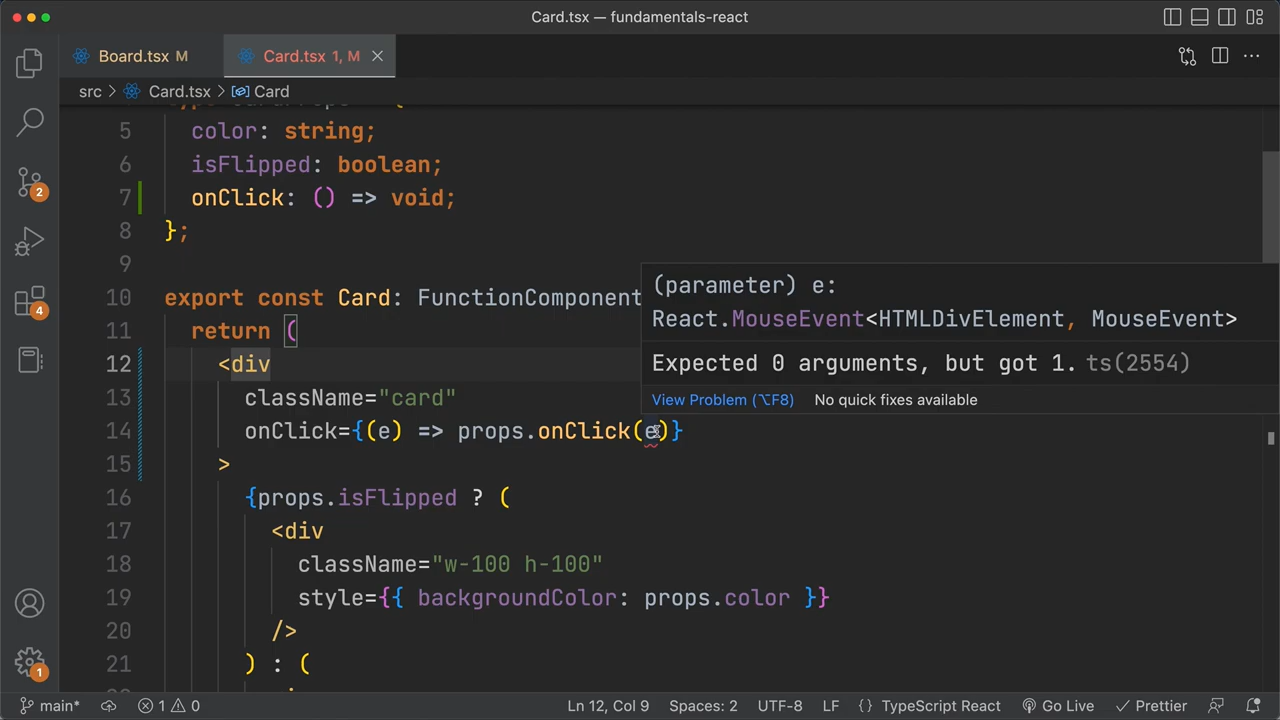 Card.tsx — fundamentals-react
Board.tsx M
Card.tsx 1, M
src > Card.tsx > Card
5 color: string;
6 isFlipped: boolean;
7 onClick: () => void;
8 };
9
10 export const Card: FunctionComponent
11 return (
12 <div
13 className="card"
14 onClick={(e) => props.onClick(e)}
15 >
16 {props.isFlipped ? (
17 <div
18 className="w-100 h-100"
19 style={{ backgroundColor: props.color }}
20 />
21 ) : (
(parameter) e:
React.MouseEvent<HTMLDivElement, MouseEvent>
Expected 0 arguments, but got 1. ts(2554)
View Problem (⌥F8) No quick fixes available
2
4
1
main* 1 0 Ln 12, Col 9 Spaces: 2 UTF-8 LF {} TypeScript React Go Live Prettier